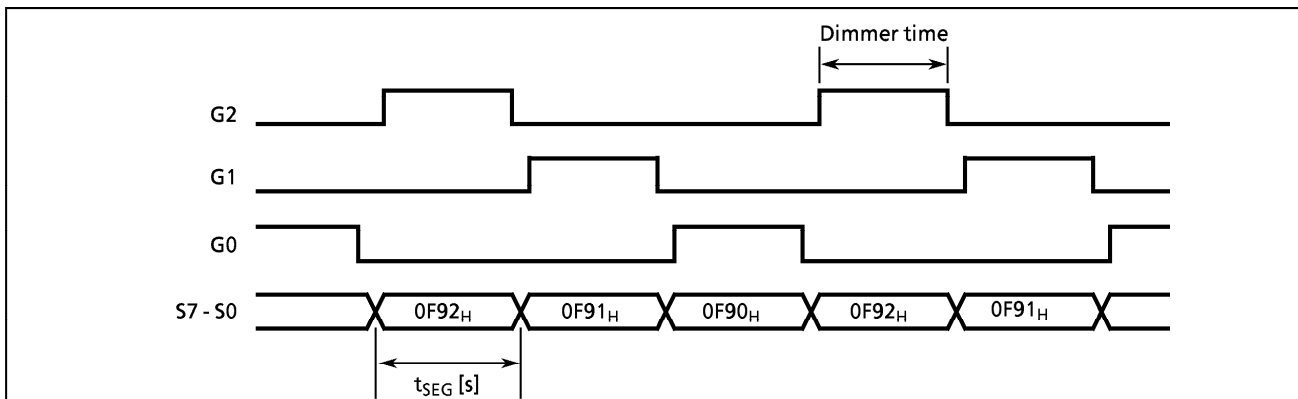 Dimmer time
G2
G1
G0
S7 - S0 0F92H 0F91H 0F90H 0F92H 0F91H
tSEG [s]